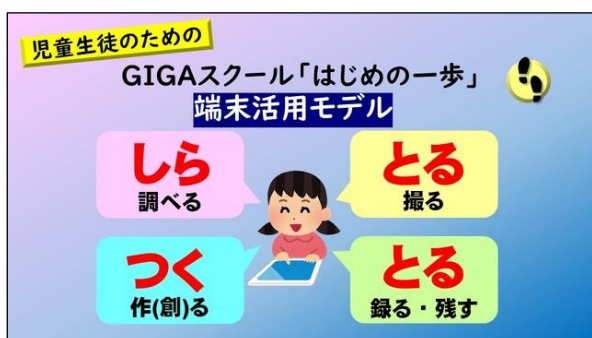 児童生徒のための
GIGAスクール「はじめの一歩」
端末活用モデル
しら
調べる
とる
撮る
つく
作(創)る
とる
録る・残す